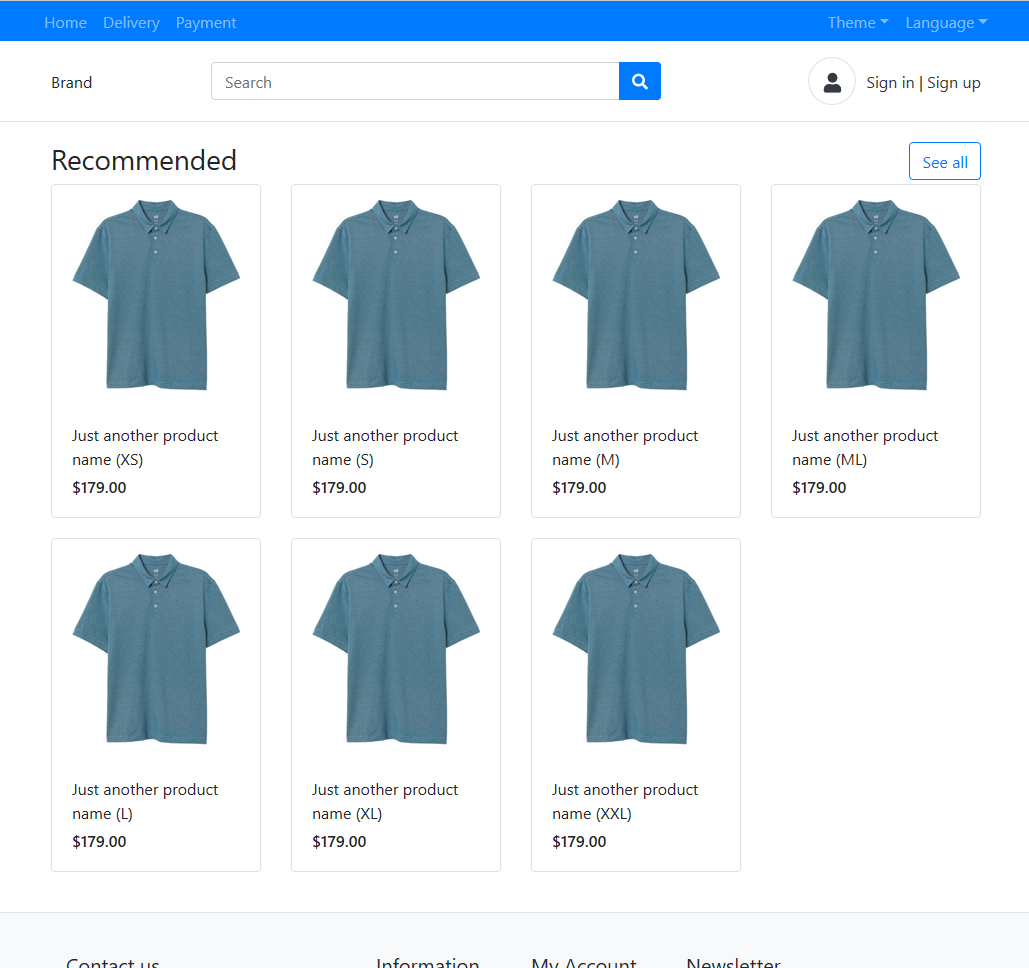 Home Delivery Payment Theme Language
Brand Search Sign in | Sign up
Recommended See all
Just another product
name (XS)
$179.00
Just another product
name (S)
$179.00
Just another product
name (M)
$179.00
Just another product
name (ML)
$179.00
Just another product
name (L)
$179.00
Just another product
name (XL)
$179.00
Just another product
name (XXL)
$179.00
Contact us Information My Account Newsletter